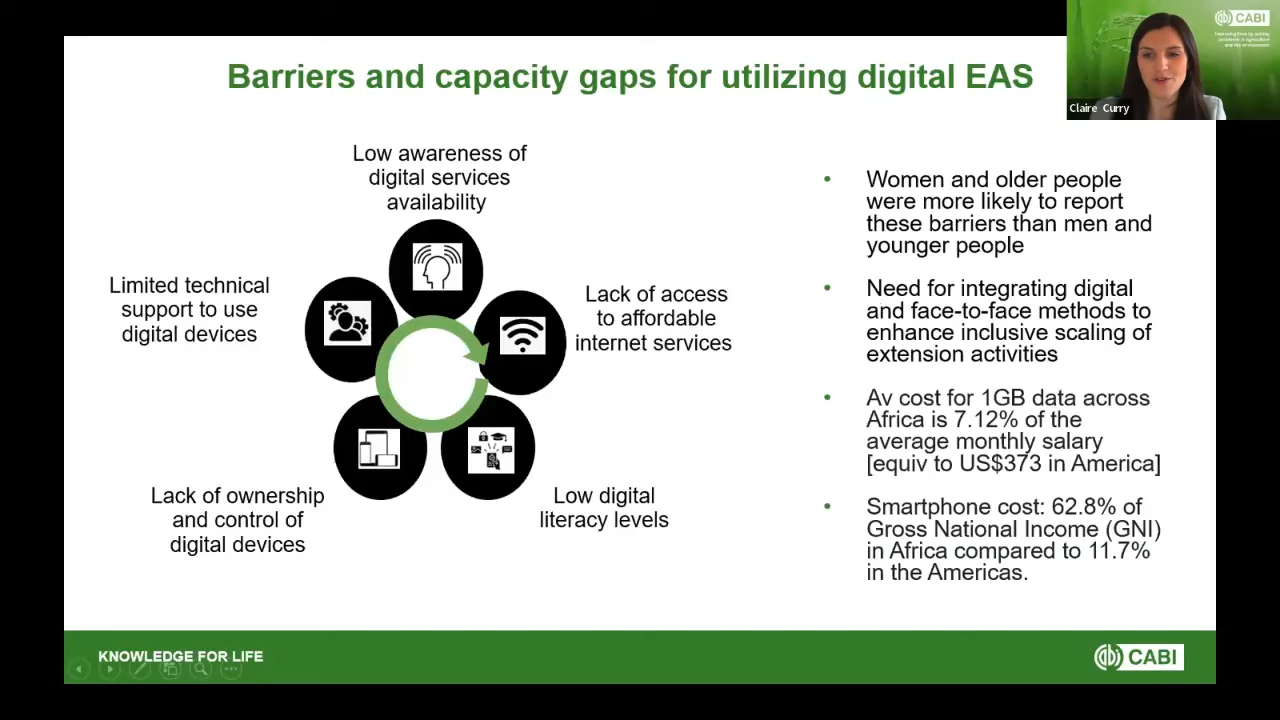 CABI
Claire Curry
Barriers and capacity gaps for utilizing digital EAS
Low awareness of
digital services
availability
Limited technical
support to use
digital devices
Lack of access
to affordable
internet services
Lack of ownership
and control of
digital devices
Low digital
literacy levels
• Women and older people
were more likely to report
these barriers than men and
younger people
• Need for integrating digital
and face-to-face methods to
enhance inclusive scaling of
extension activities
• Av cost for 1GB data across
Africa is 7.12% of the
average monthly salary
[equiv to US$373 in America]
• Smartphone cost: 62.8% of
Gross National Income (GNI)
in Africa compared to 11.7%
in the Americas.
KNOWLEDGE FOR LIFE
CABI